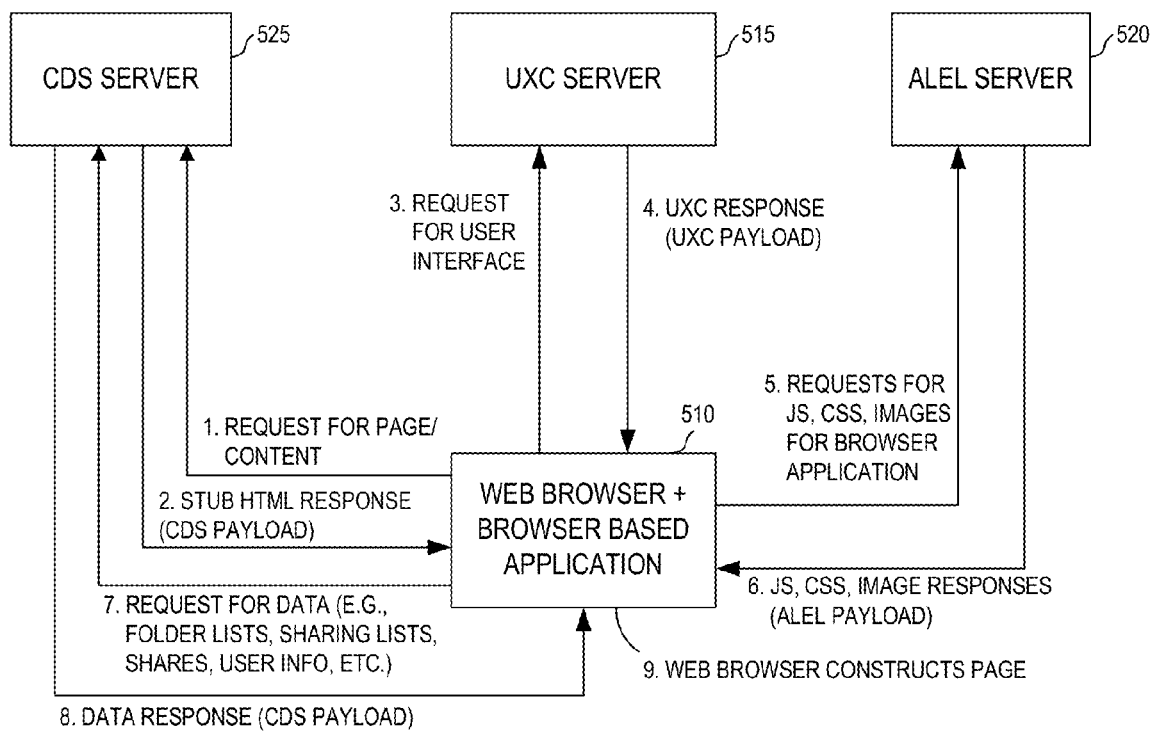 525
515
520
CDS SERVER
UXC SERVER
ALEL SERVER
3. REQUEST
FOR USER
INTERFACE
4. UXC RESPONSE
(UXC PAYLOAD)
5. REQUESTS FOR
JS, CSS, IMAGES
FOR BROWSER
APPLICATION
510
1. REQUEST FOR PAGE/
CONTENT
2. STUB HTML RESPONSE
(CDS PAYLOAD)
WEB BROWSER +
BROWSER BASED
APPLICATION
6. JS, CSS, IMAGE RESPONSES
(ALEL PAYLOAD)
7. REQUEST FOR DATA (E.G.,
FOLDER LISTS, SHARING LISTS,
SHARES, USER INFO, ETC.)
9. WEB BROWSER CONSTRUCTS PAGE
8. DATA RESPONSE (CDS PAYLOAD)